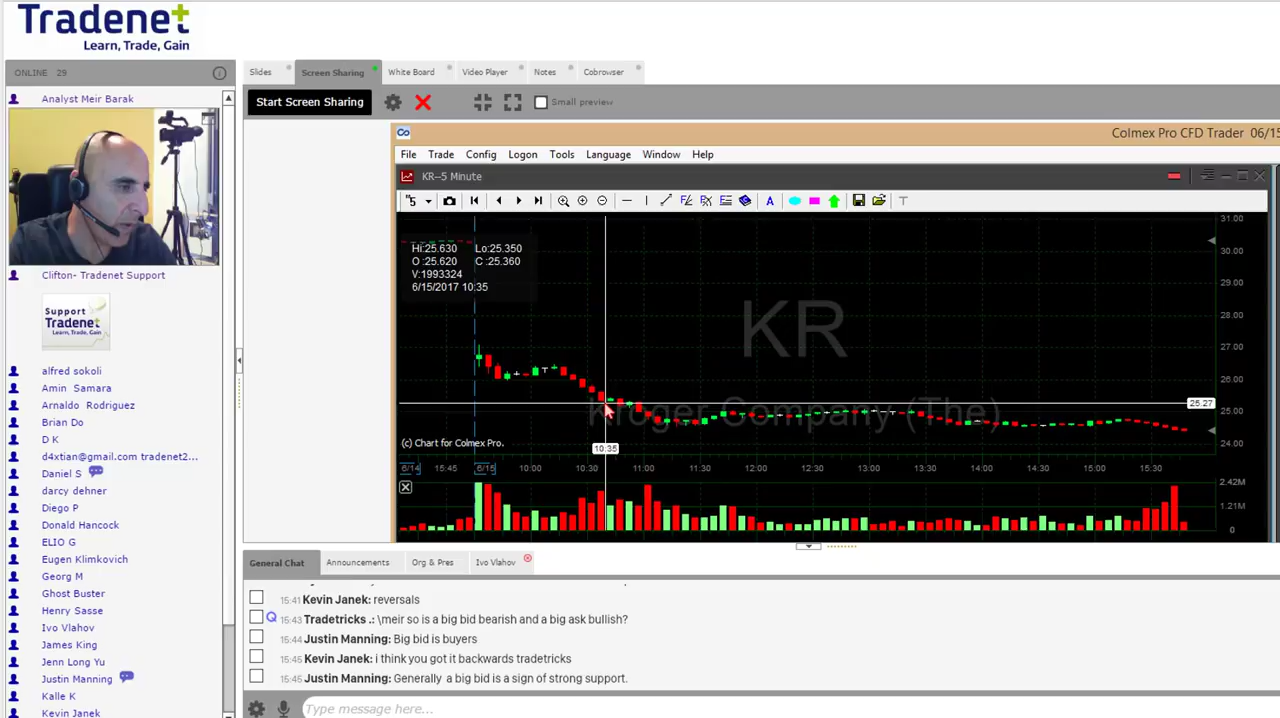 Tradenet
Learn, Trade, Gain
ONLINE 29
Analyst Meir Barak
Clifton- Tradenet Support
Support
Tradenet
Learn, Trade, Gain
alfred sokoli
Amin Samara
Arnaldo Rodriguez
Brian Do
D K
d4xtian@gmail.com tradenet2...
Daniel S
darcy dehner
Diego P
Donald Hancock
ELIO G
Eugen Klimkovich
Georg M
Ghost Buster
Henry Sasse
Ivo Vlahov
James King
Jenn Long Yu
Justin Manning
Kalle K
Kevin Janek
Slides Screen Sharing White Board Video Player Notes Cobrowser
Start Screen Sharing Small preview
Colmex Pro CFD Trader 06/15
File Trade Config Logon Tools Language Window Help
KR--5 Minute
5 A T
Hi:25.630 Lo:25.350
O :25.620 C :25.360
V:1993324
6/15/2017 10:35
KR
Kroger Company (The)
31.00
30.00
29.00
28.00
27.00
26.00
25.27
25.00
24.00
(c) Chart for Colmex Pro.
10:35
6/14 15:45 6/15 10:00 10:30 11:00 11:30 12:00 12:30 13:00 13:30 14:00 14:30 15:00 15:30
2.42M
1.21M
0
General Chat Announcements Org & Pres Ivo Vlahov
15:41 Kevin Janek: reversals
15:43 Tradetricks .: \meir so is a big bid bearish and a big ask bullish?
15:44 Justin Manning: Big bid is buyers
15:45 Kevin Janek: i think you got it backwards tradetricks
15:45 Justin Manning: Generally a big bid is a sign of strong support.
Type message here...